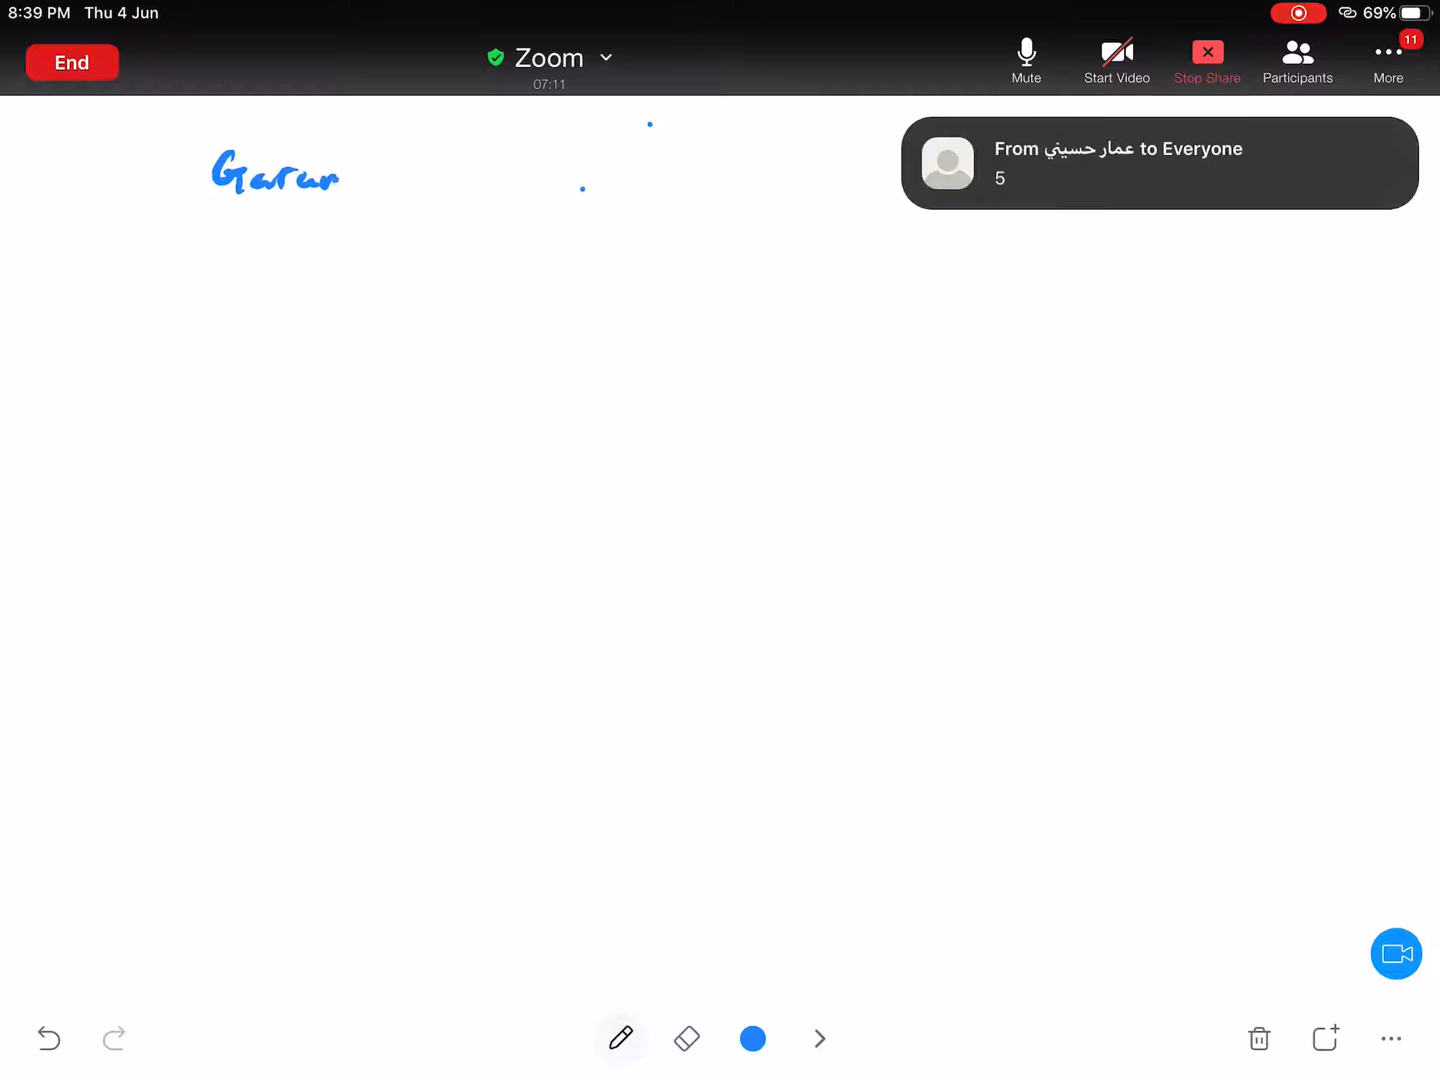 8:39 PM Thu 4 Jun
69%
End
Zoom
07:11
Mute
Start Video
Stop Share
Participants
More
11
From عمار حسيني to Everyone
5